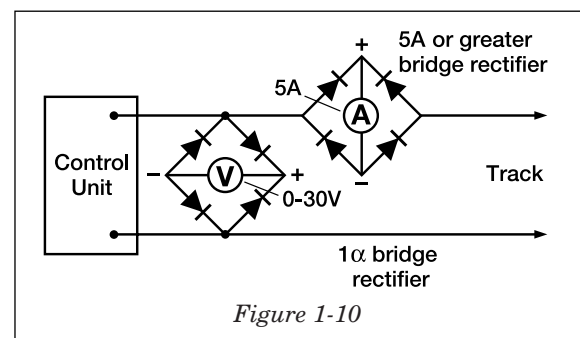 +
5A or greater
bridge rectifier
5A
A
Control
Unit
–
V
+
–
0-30V
Track
1α bridge
rectifier
Figure 1-10